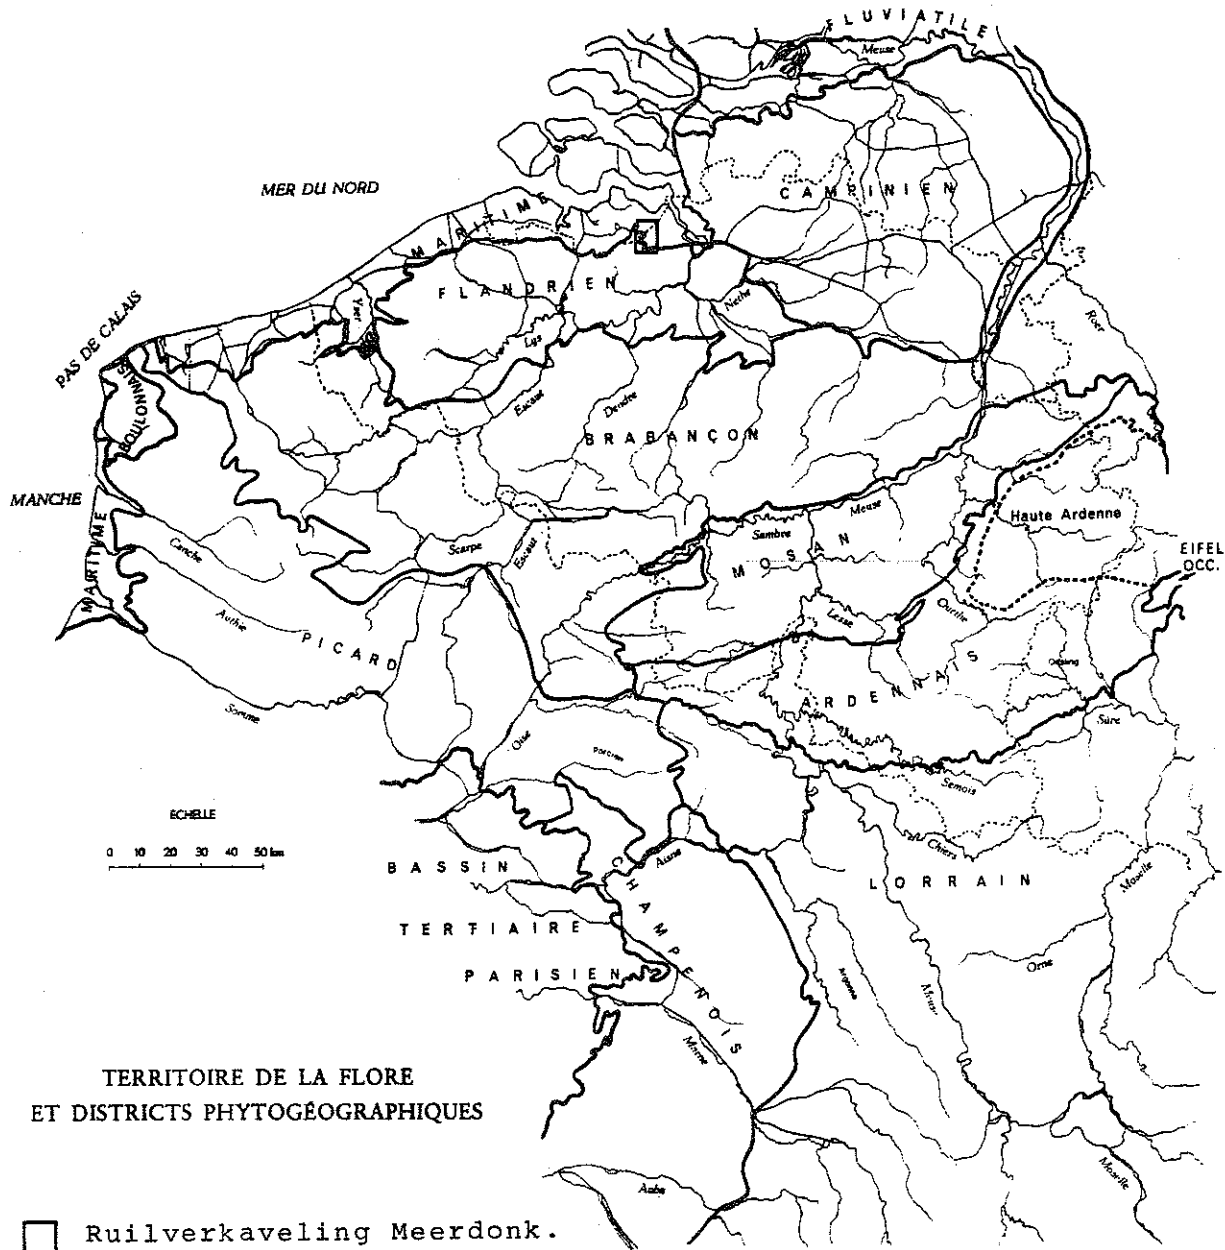 FLUVIATILE
Meuse
MER DU NORD
CAMPINIEN
MARITIME
FLANDRIEN
Yser
Nethe
Roer
PAS DE CALAIS
Lys
BOULONNAIS
Escaut
Dendre
BRABANÇON
MANCHE
Meuse
Haute Ardenne
MARITIME
Canche
Scarpe
Escaut
Sambre
MOSAN
EIFEL
OCC.
Authie
PICARD
Lesse
Ourthe
ARDENNAIS
Somme
Oise
Porcien
Sûre
Semois
ECHELLE
0 10 20 30 40 50 km
Chiers
BASSIN
Aisne
LORRAIN
Moselle
CHAMPENOIS
TERTIAIRE
PARISIEN
Argonne
Meuse
Orne
Marne
TERRITOIRE DE LA FLORE
ET DISTRICTS PHYTOGÉOGRAPHIQUES
Moselle
Aube
Ruilverkaveling Meerdonk.